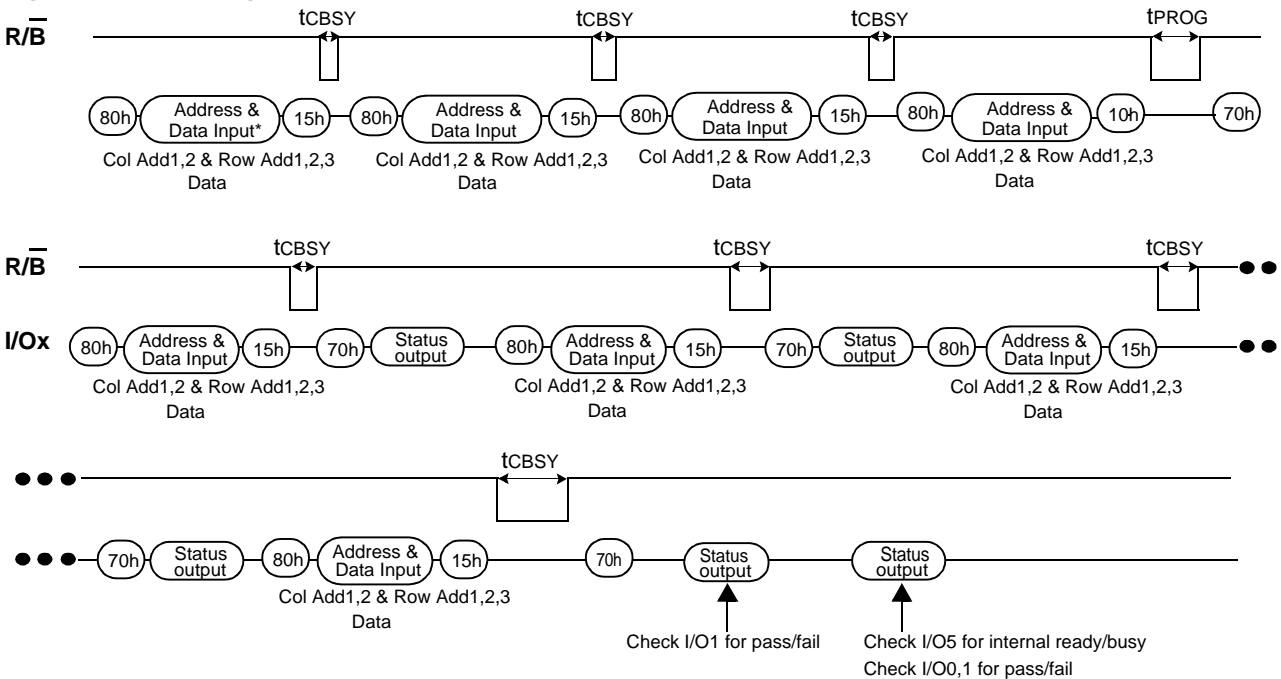 tCBSY tCBSY tCBSY tPROG
R/B
80h Address & Data Input* 15h 80h Address & Data Input 15h 80h Address & Data Input 15h 80h Address & Data Input 10h 70h
Col Add1,2 & Row Add1,2,3 Col Add1,2 & Row Add1,2,3 Col Add1,2 & Row Add1,2,3 Col Add1,2 & Row Add1,2,3
Data Data Data Data
tCBSY tCBSY tCBSY
R/B
I/Ox 80h Address & Data Input 15h 70h Status output 80h Address & Data Input 15h 70h Status output 80h Address & Data Input 15h
Col Add1,2 & Row Add1,2,3 Col Add1,2 & Row Add1,2,3 Col Add1,2 & Row Add1,2,3
Data Data Data
tCBSY
70h Status output 80h Address & Data Input 15h 70h Status output Status output
Col Add1,2 & Row Add1,2,3
Data
Check I/O1 for pass/fail Check I/O5 for internal ready/busy
Check I/O0,1 for pass/fail